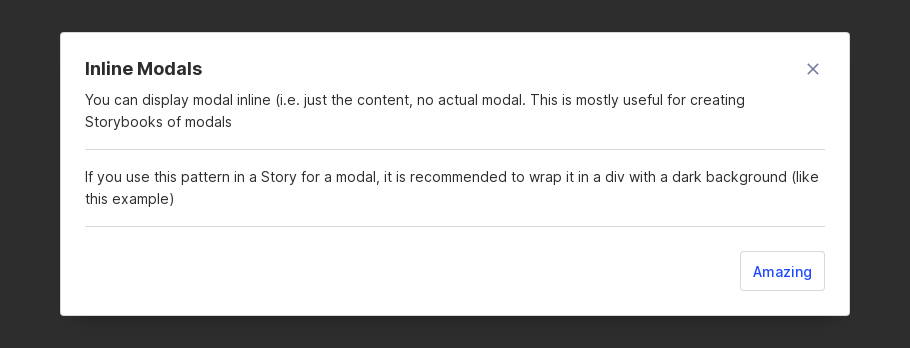 Inline Modals
You can display modal inline (i.e. just the content, no actual modal. This is mostly useful for creating
Storybooks of modals
If you use this pattern in a Story for a modal, it is recommended to wrap it in a div with a dark background (like
this example)
Amazing